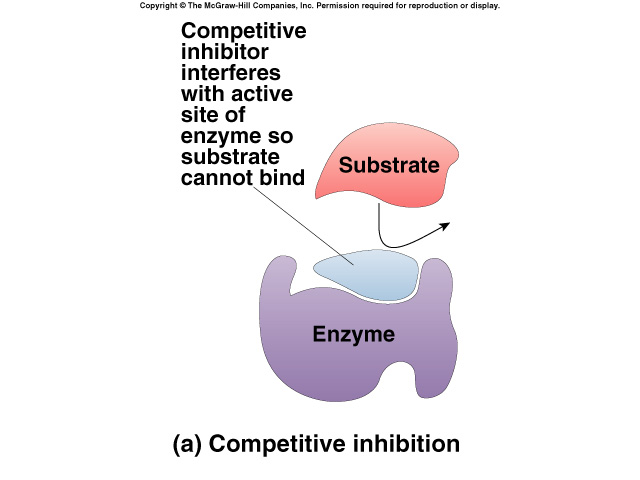 Copyright © The McGraw-Hill Companies, Inc. Permission required for reproduction or display.
Competitive
inhibitor
interferes
with active
site of
enzyme so
substrate
cannot bind
Substrate
Enzyme
(a) Competitive inhibition